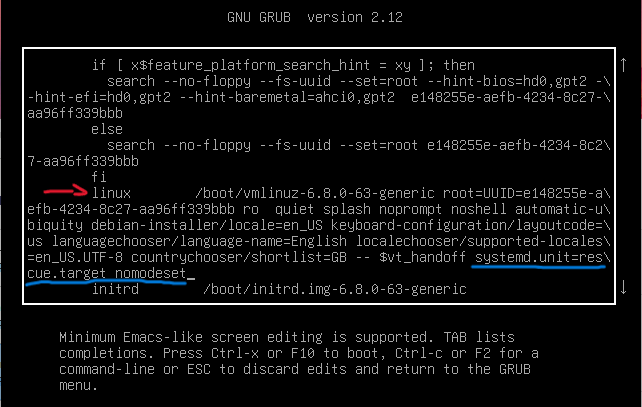 GNU GRUB  version 2.12
if [ x$feature_platform_search_hint = xy ]; then
search --no-floppy --fs-uuid --set=root --hint-bios=hd0,gpt2 -\
-hint-efi=hd0,gpt2 --hint-baremetal=ahci0,gpt2  e148255e-aefb-4234-8c27-\
aa96ff339bbb
else
search --no-floppy --fs-uuid --set=root e148255e-aefb-4234-8c2\
7-aa96ff339bbb
fi
linux        /boot/vmlinuz-6.8.0-63-generic root=UUID=e148255e-a\
efb-4234-8c27-aa96ff339bbb ro  quiet splash noprompt noshell automatic-u\
biquity debian-installer/locale=en_US keyboard-configuration/layoutcode=\
us languagechooser/language-name=English localechooser/supported-locales\
=en_US.UTF-8 countrychooser/shortlist=GB -- $vt_handoff systemd.unit=res\
cue.target nomodeset_
initrd       /boot/initrd.img-6.8.0-63-generic
Minimum Emacs-like screen editing is supported. TAB lists
completions. Press Ctrl-x or F10 to boot, Ctrl-c or F2 for a
command-line or ESC to discard edits and return to the GRUB
menu.